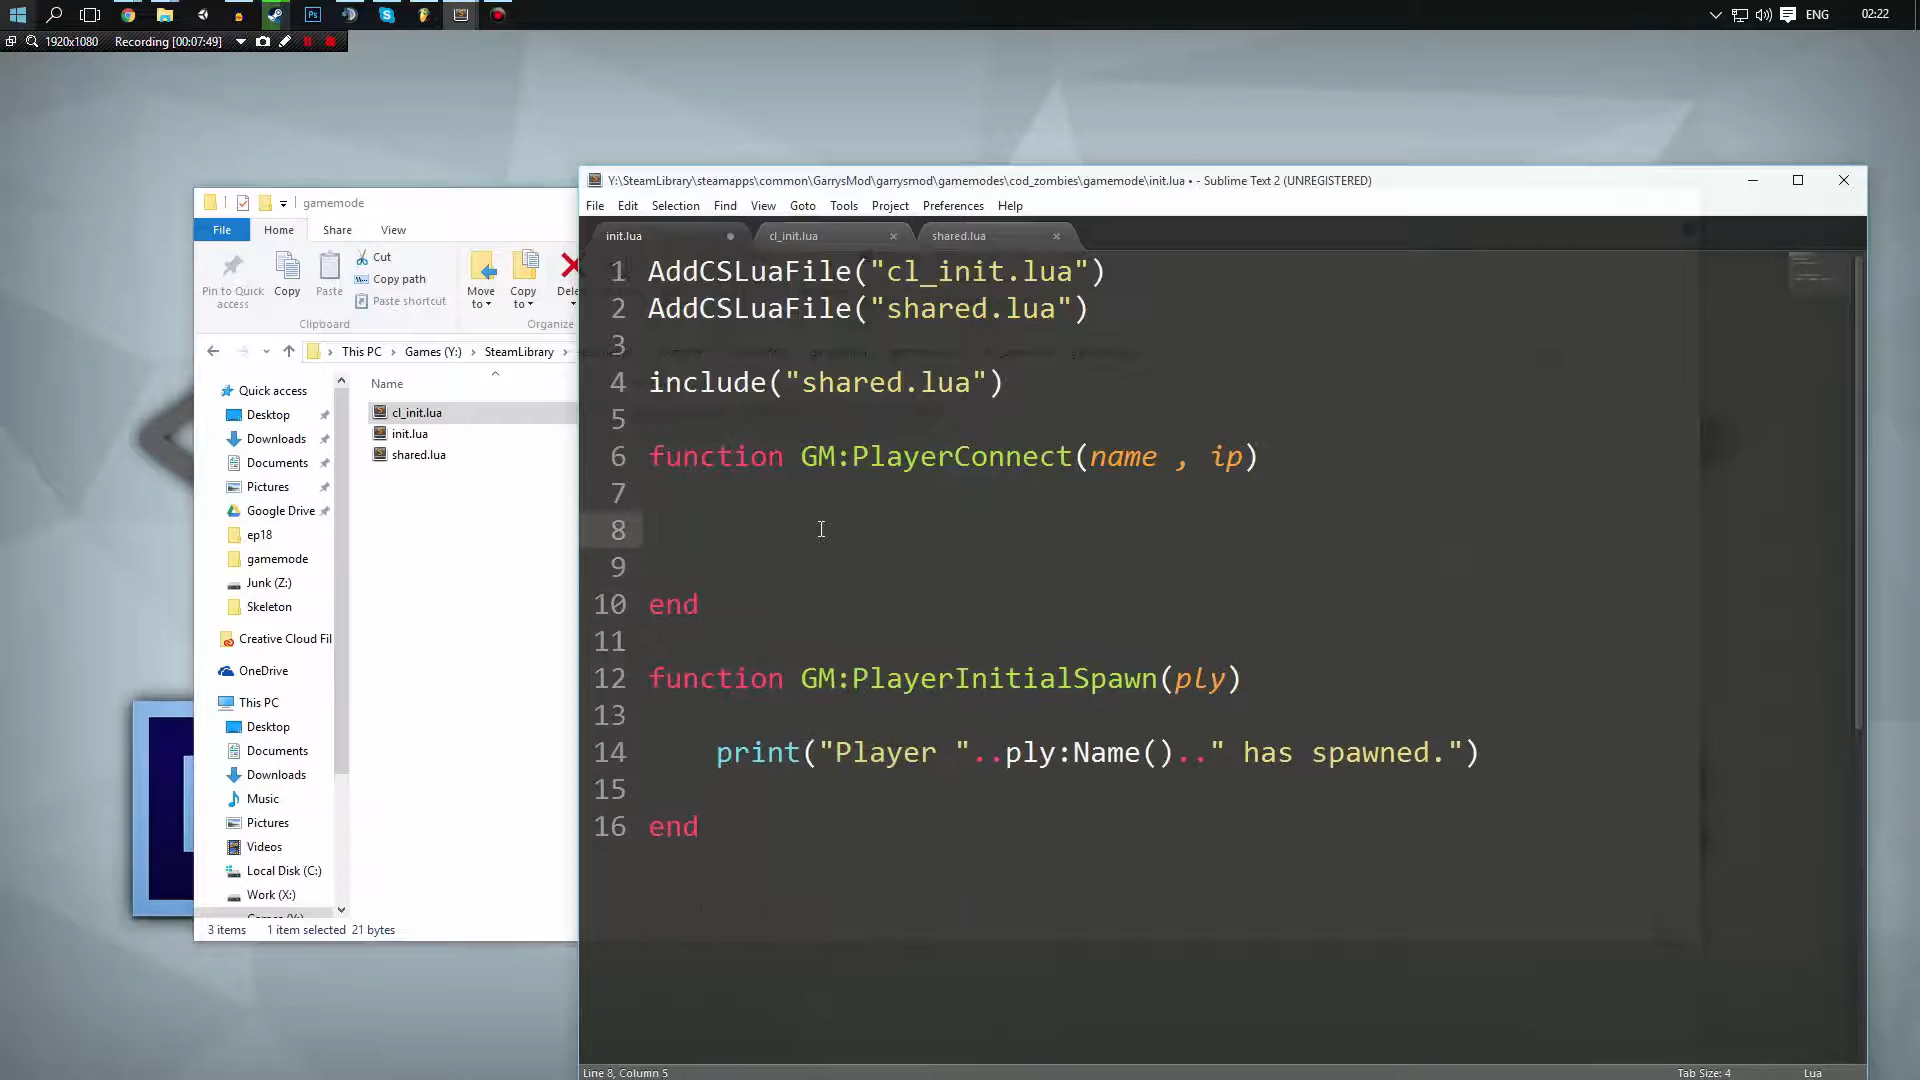 ENG
02:22
1920x1080
Recording [00:07:49]
gamemode
File Home Share View
Pin to Quick access
Copy
Paste
Cut
Copy path
Paste shortcut
Clipboard
Move to
Copy to
Organize
This PC > Games (Y:) > SteamLibrary >
Quick access
Desktop
Downloads
Documents
Pictures
Google Drive
ep18
gamemode
Junk (Z:)
Skeleton
Creative Cloud Fil
OneDrive
This PC
Desktop
Documents
Downloads
Music
Pictures
Videos
Local Disk (C:)
Work (X:)
Name
cl_init.lua
init.lua
shared.lua
3 items 1 item selected 21 bytes
Y:\SteamLibrary\steamapps\common\GarrysMod\garrysmod\gamemodes\cod_zombies\gamemode\init.lua • - Sublime Text 2 (UNREGISTERED)
File Edit Selection Find View Goto Tools Project Preferences Help
init.lua cl_init.lua shared.lua
1 AddCSLuaFile("cl_init.lua")
2 AddCSLuaFile("shared.lua")
3
4 include("shared.lua")
5
6 function GM:PlayerConnect(name , ip)
7
8
9
10 end
11
12 function GM:PlayerInitialSpawn(ply)
13
14 print("Player "..ply:Name().." has spawned.")
15
16 end
Line 8, Column 5
Tab Size: 4
Lua